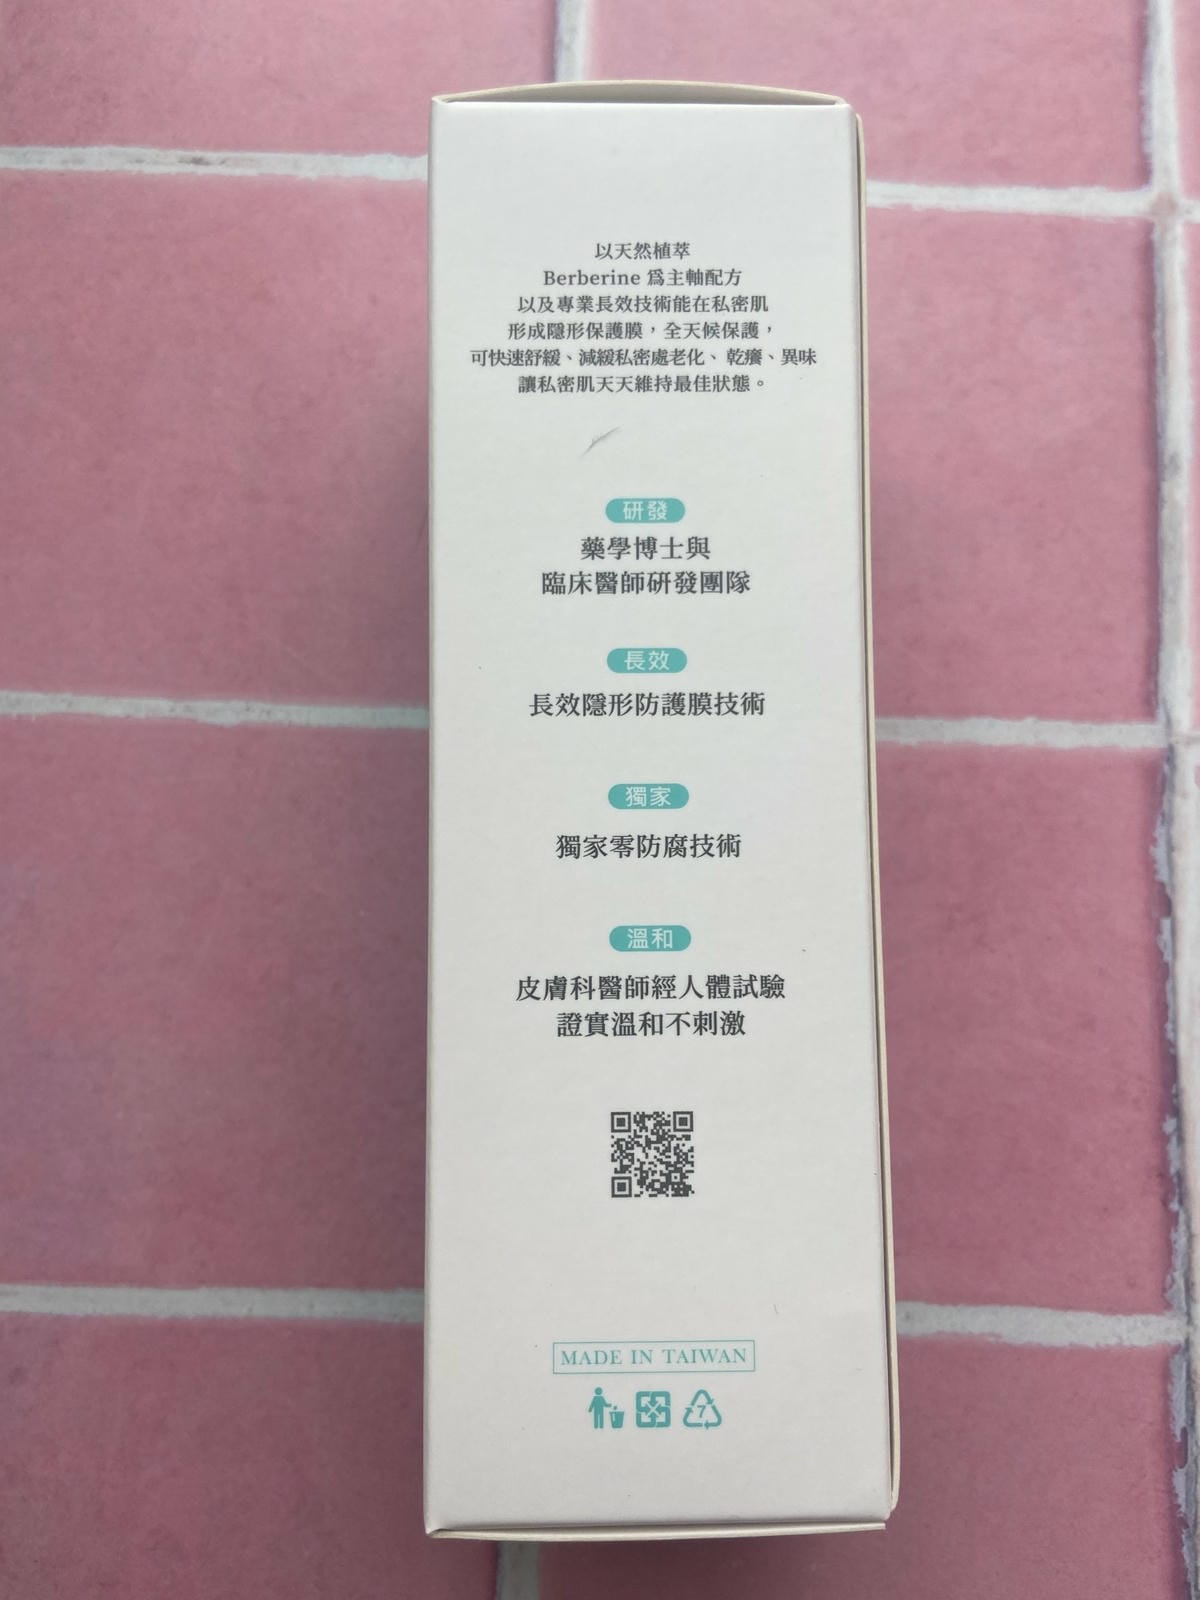 以天然植萃
Berberine 爲主軸配方
以及專業長效技術能在私密肌
形成隱形保護膜，全天候保護，
可快速舒緩、減緩私密處老化、乾癢、異味
讓私密肌天天維持最佳狀態。
研發
藥學博士與
臨床醫師研發團隊
長效
長效隱形防護膜技術
獨家
獨家零防腐技術
溫和
皮膚科醫師經人體試驗
證實溫和不刺激
MADE IN TAIWAN
7